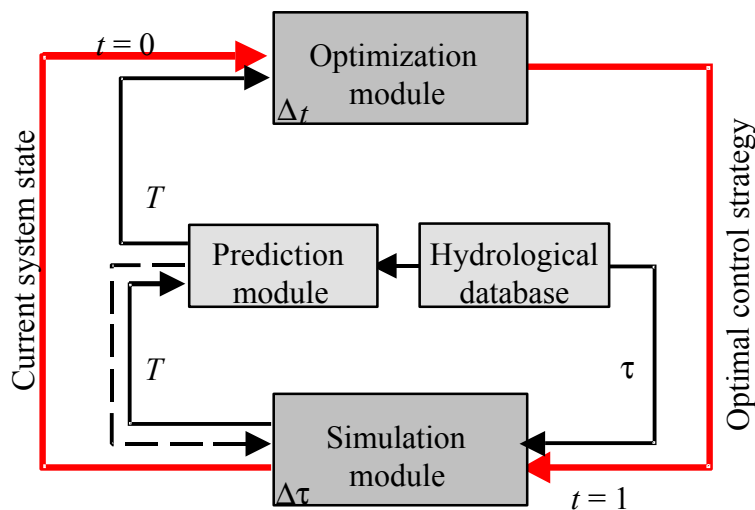 t = 0
Optimization
module
Δt
Current system state
Optimal control strategy
T
Prediction
module
Hydrological
database
T
τ
Simulation
module
Δτ
t = 1